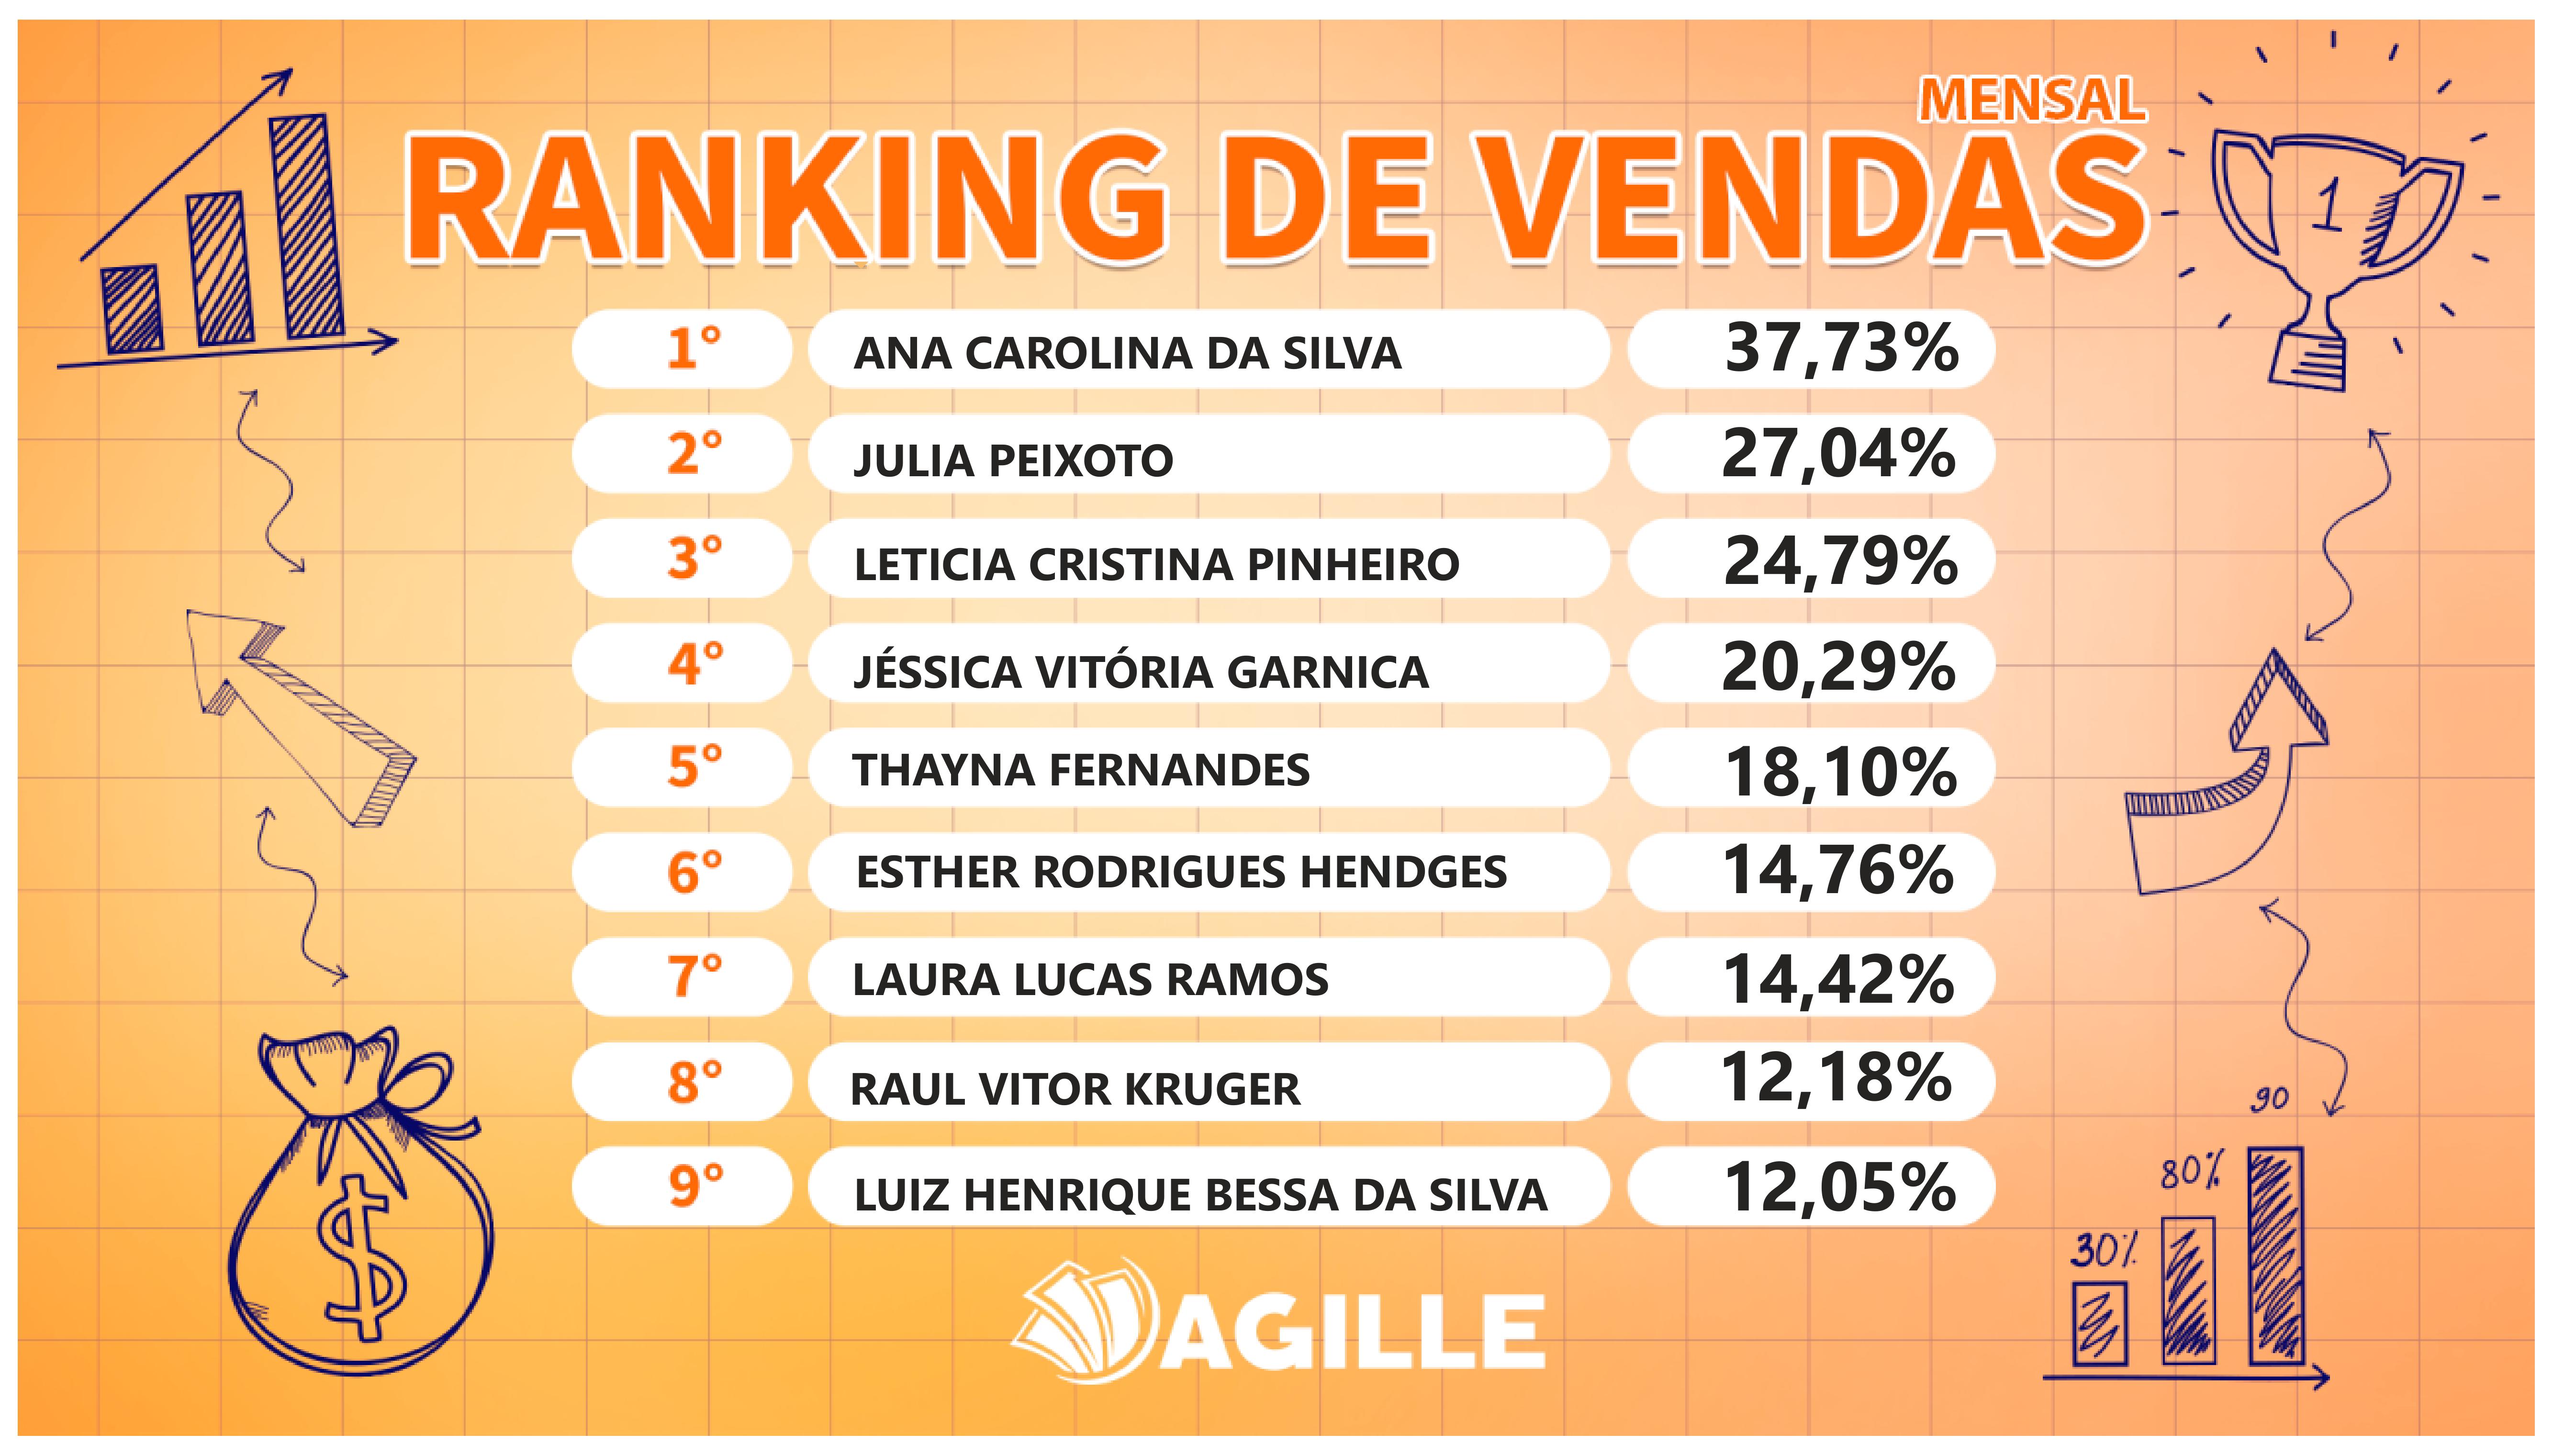 MENSAL
RANKING DE VENDAS
1
1° ANA CAROLINA DA SILVA 37,73%
2° JULIA PEIXOTO 27,04%
3° LETICIA CRISTINA PINHEIRO 24,79%
4° JÉSSICA VITÓRIA GARNICA 20,29%
5° THAYNA FERNANDES 18,10%
6° ESTHER RODRIGUES HENDGES 14,76%
7° LAURA LUCAS RAMOS 14,42%
8° RAUL VITOR KRUGER 12,18%
9° LUIZ HENRIQUE BESSA DA SILVA 12,05%
90
80%
30%
$
AGILLE